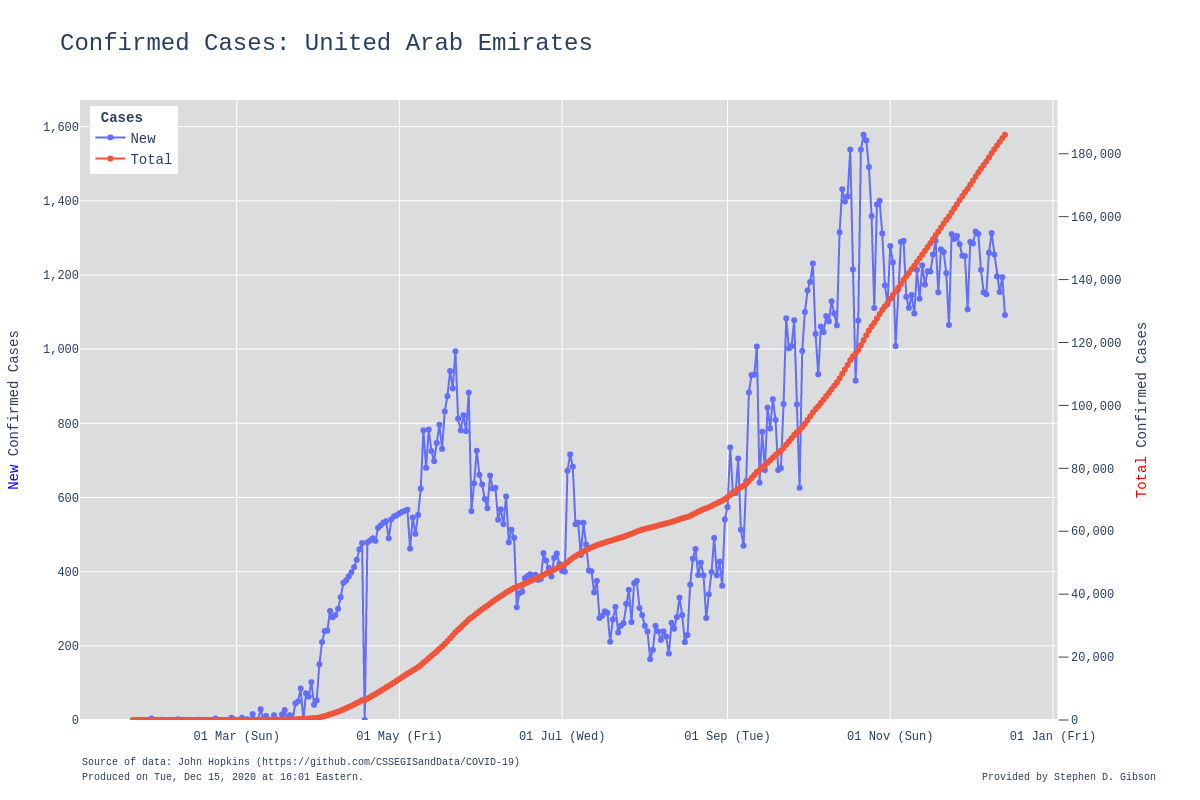 Confirmed Cases: United Arab Emirates
Cases
New
Total
1,600
1,400
1,200
1,000
800
600
400
200
0
New Confirmed Cases
180,000
160,000
140,000
120,000
100,000
80,000
60,000
40,000
20,000
0
Total Confirmed Cases
01 Mar (Sun) 01 May (Fri) 01 Jul (Wed) 01 Sep (Tue) 01 Nov (Sun) 01 Jan (Fri)
Source of data: John Hopkins (https://github.com/CSSEGISandData/COVID-19)
Produced on Tue, Dec 15, 2020 at 16:01 Eastern.
Provided by Stephen D. Gibson